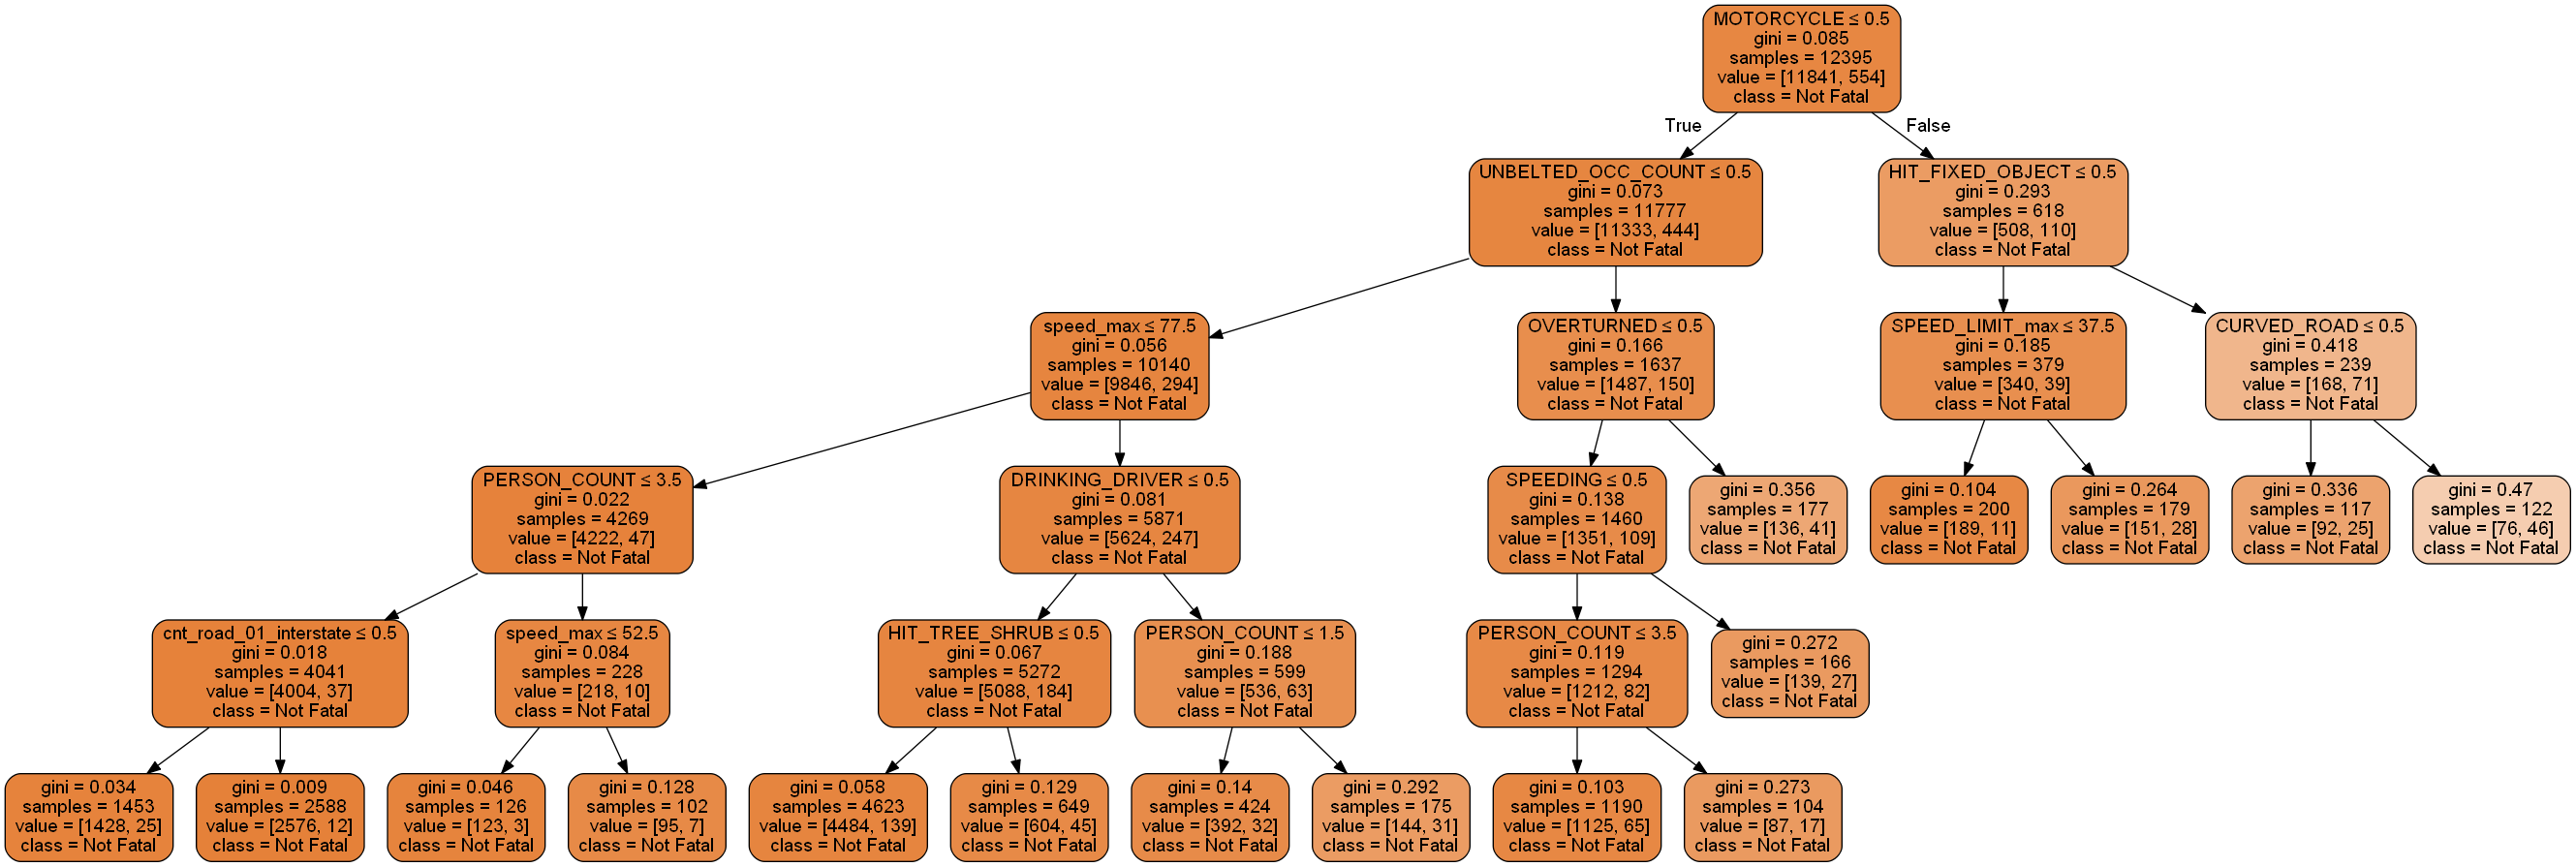 MOTORCYCLE ≤ 0.5
gini = 0.085
samples = 12395
value = [11841, 554]
class = Not Fatal
True
False
UNBELTED_OCC_COUNT ≤ 0.5
gini = 0.073
samples = 11777
value = [11333, 444]
class = Not Fatal
HIT_FIXED_OBJECT ≤ 0.5
gini = 0.293
samples = 618
value = [508, 110]
class = Not Fatal
speed_max ≤ 77.5
gini = 0.056
samples = 10140
value = [9846, 294]
class = Not Fatal
OVERTURNED ≤ 0.5
gini = 0.166
samples = 1637
value = [1487, 150]
class = Not Fatal
SPEED_LIMIT_max ≤ 37.5
gini = 0.185
samples = 379
value = [340, 39]
class = Not Fatal
CURVED_ROAD ≤ 0.5
gini = 0.418
samples = 239
value = [168, 71]
class = Not Fatal
PERSON_COUNT ≤ 3.5
gini = 0.022
samples = 4269
value = [4222, 47]
class = Not Fatal
DRINKING_DRIVER ≤ 0.5
gini = 0.081
samples = 5871
value = [5624, 247]
class = Not Fatal
SPEEDING ≤ 0.5
gini = 0.138
samples = 1460
value = [1351, 109]
class = Not Fatal
gini = 0.356
samples = 177
value = [136, 41]
class = Not Fatal
gini = 0.104
samples = 200
value = [189, 11]
class = Not Fatal
gini = 0.264
samples = 179
value = [151, 28]
class = Not Fatal
gini = 0.336
samples = 117
value = [92, 25]
class = Not Fatal
gini = 0.47
samples = 122
value = [76, 46]
class = Not Fatal
cnt_road_01_interstate ≤ 0.5
gini = 0.018
samples = 4041
value = [4004, 37]
class = Not Fatal
speed_max ≤ 52.5
gini = 0.084
samples = 228
value = [218, 10]
class = Not Fatal
HIT_TREE_SHRUB ≤ 0.5
gini = 0.067
samples = 5272
value = [5088, 184]
class = Not Fatal
PERSON_COUNT ≤ 1.5
gini = 0.188
samples = 599
value = [536, 63]
class = Not Fatal
PERSON_COUNT ≤ 3.5
gini = 0.119
samples = 1294
value = [1212, 82]
class = Not Fatal
gini = 0.272
samples = 166
value = [139, 27]
class = Not Fatal
gini = 0.034
samples = 1453
value = [1428, 25]
class = Not Fatal
gini = 0.009
samples = 2588
value = [2576, 12]
class = Not Fatal
gini = 0.046
samples = 126
value = [123, 3]
class = Not Fatal
gini = 0.128
samples = 102
value = [95, 7]
class = Not Fatal
gini = 0.058
samples = 4623
value = [4484, 139]
class = Not Fatal
gini = 0.129
samples = 649
value = [604, 45]
class = Not Fatal
gini = 0.14
samples = 424
value = [392, 32]
class = Not Fatal
gini = 0.292
samples = 175
value = [144, 31]
class = Not Fatal
gini = 0.103
samples = 1190
value = [1125, 65]
class = Not Fatal
gini = 0.273
samples = 104
value = [87, 17]
class = Not Fatal